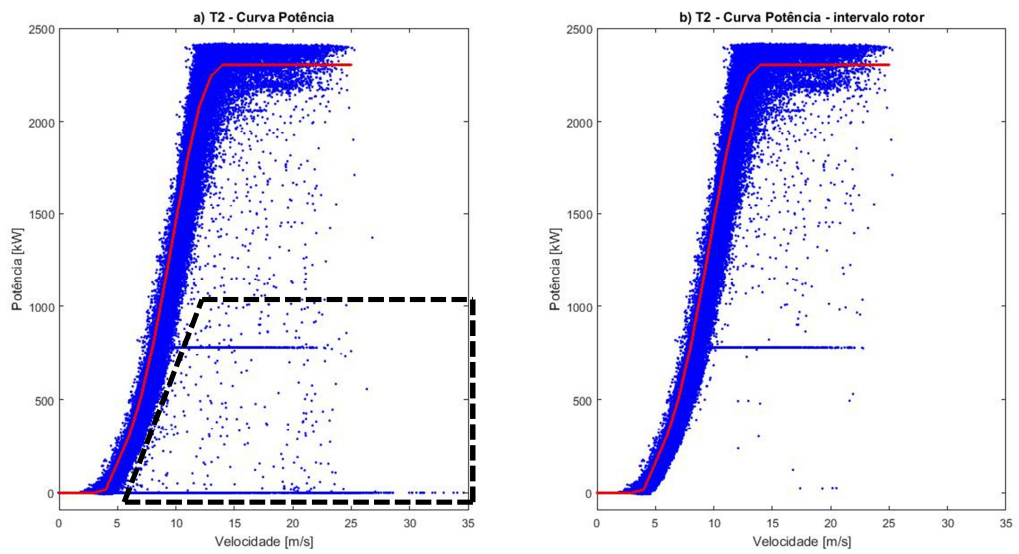 a) T2 - Curva Potência
2500
2000
1500
1000
500
0
Potência [kW]
0 5 10 15 20 25 30 35
Velocidade [m/s]
b) T2 - Curva Potência - intervalo rotor
2500
2000
1500
1000
500
0
Potência [kW]
0 5 10 15 20 25 30 35
Velocidade [m/s]